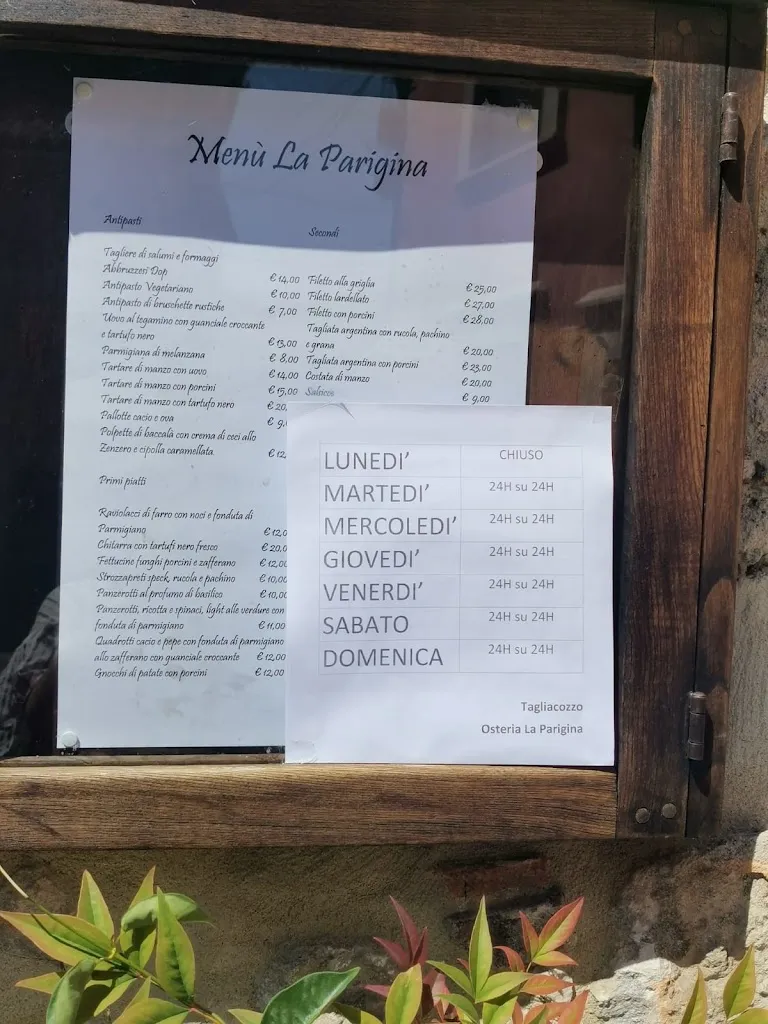 Menù La Parigina
Antipasti
Tagliere di salumi e formaggi
Abbruzzesi Dop € 14,00
Antipasto Vegetariano € 10,00
Antipasto di bruschette rustiche € 7,00
Uovo al tegamino con guanciale croccante
e tartufo nero € 13,00
Parmigiana di melanzana € 8,00
Tartare di manzo con uovo € 14,00
Tartare di manzo con porcini € 15,00
Tartare di manzo con tartufo nero € 20,
Pallotte cacio e ova € 9,
Polpette di baccalà con crema di ceci allo
Zenzero e cipolla caramellata € 12
Primi piatti
Raviolacci di farro con noci e fonduta di
Parmigiano € 12,0
Chitarra con tartufi nero fresco € 20,0
Fettucine funghi porcini e zafferano € 12,00
Strozzapreti speck, rucola e pachino € 10,00
Panzerotti al profumo di basilico € 10,00
Panzerotti, ricotta e spinaci, light alle verdure con
fonduta di parmigiano € 11,00
Quadrotti cacio e pepe con fonduta di parmigiano
allo zafferano con guanciale croccante € 12,00
Gnocchi di patate con porcini € 12,00
Secondi
Filetto alla griglia € 25,00
Filetto lardellato € 27,00
Filetto con porcini € 28,00
Tagliata argentina con rucola, pachino
e grana € 20,00
Tagliata argentina con porcini € 23,00
Costata di manzo € 20,00
Salsicce € 9,00
LUNEDI' CHIUSO
MARTEDI' 24H su 24H
MERCOLEDI' 24H su 24H
GIOVEDI' 24H su 24H
VENERDI' 24H su 24H
SABATO 24H su 24H
DOMENICA 24H su 24H
Tagliacozzo
Osteria La Parigina